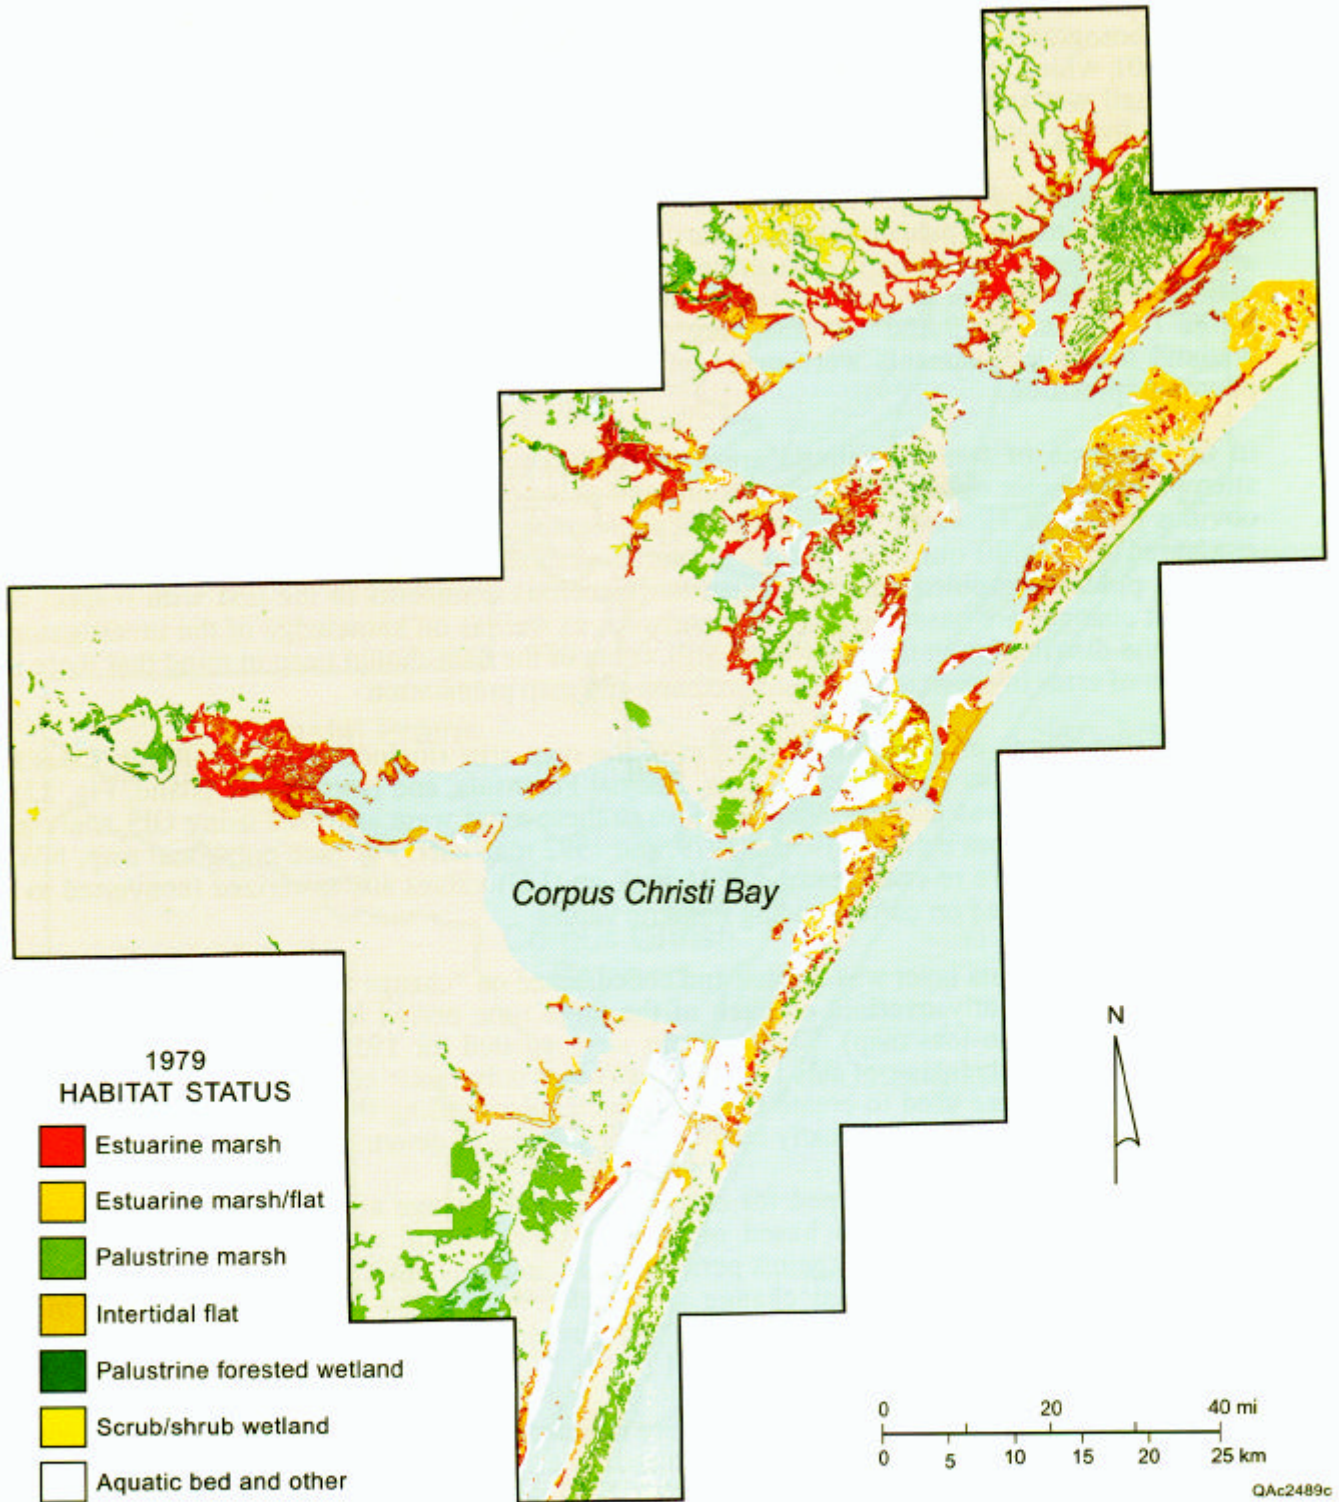 Corpus Christi Bay
N
1979
HABITAT STATUS
Estuarine marsh
Estuarine marsh/flat
Palustrine marsh
Intertidal flat
Palustrine forested wetland
Scrub/shrub wetland
Aquatic bed and other
0 20 40 mi
0 5 10 15 20 25 km
QAc2489c